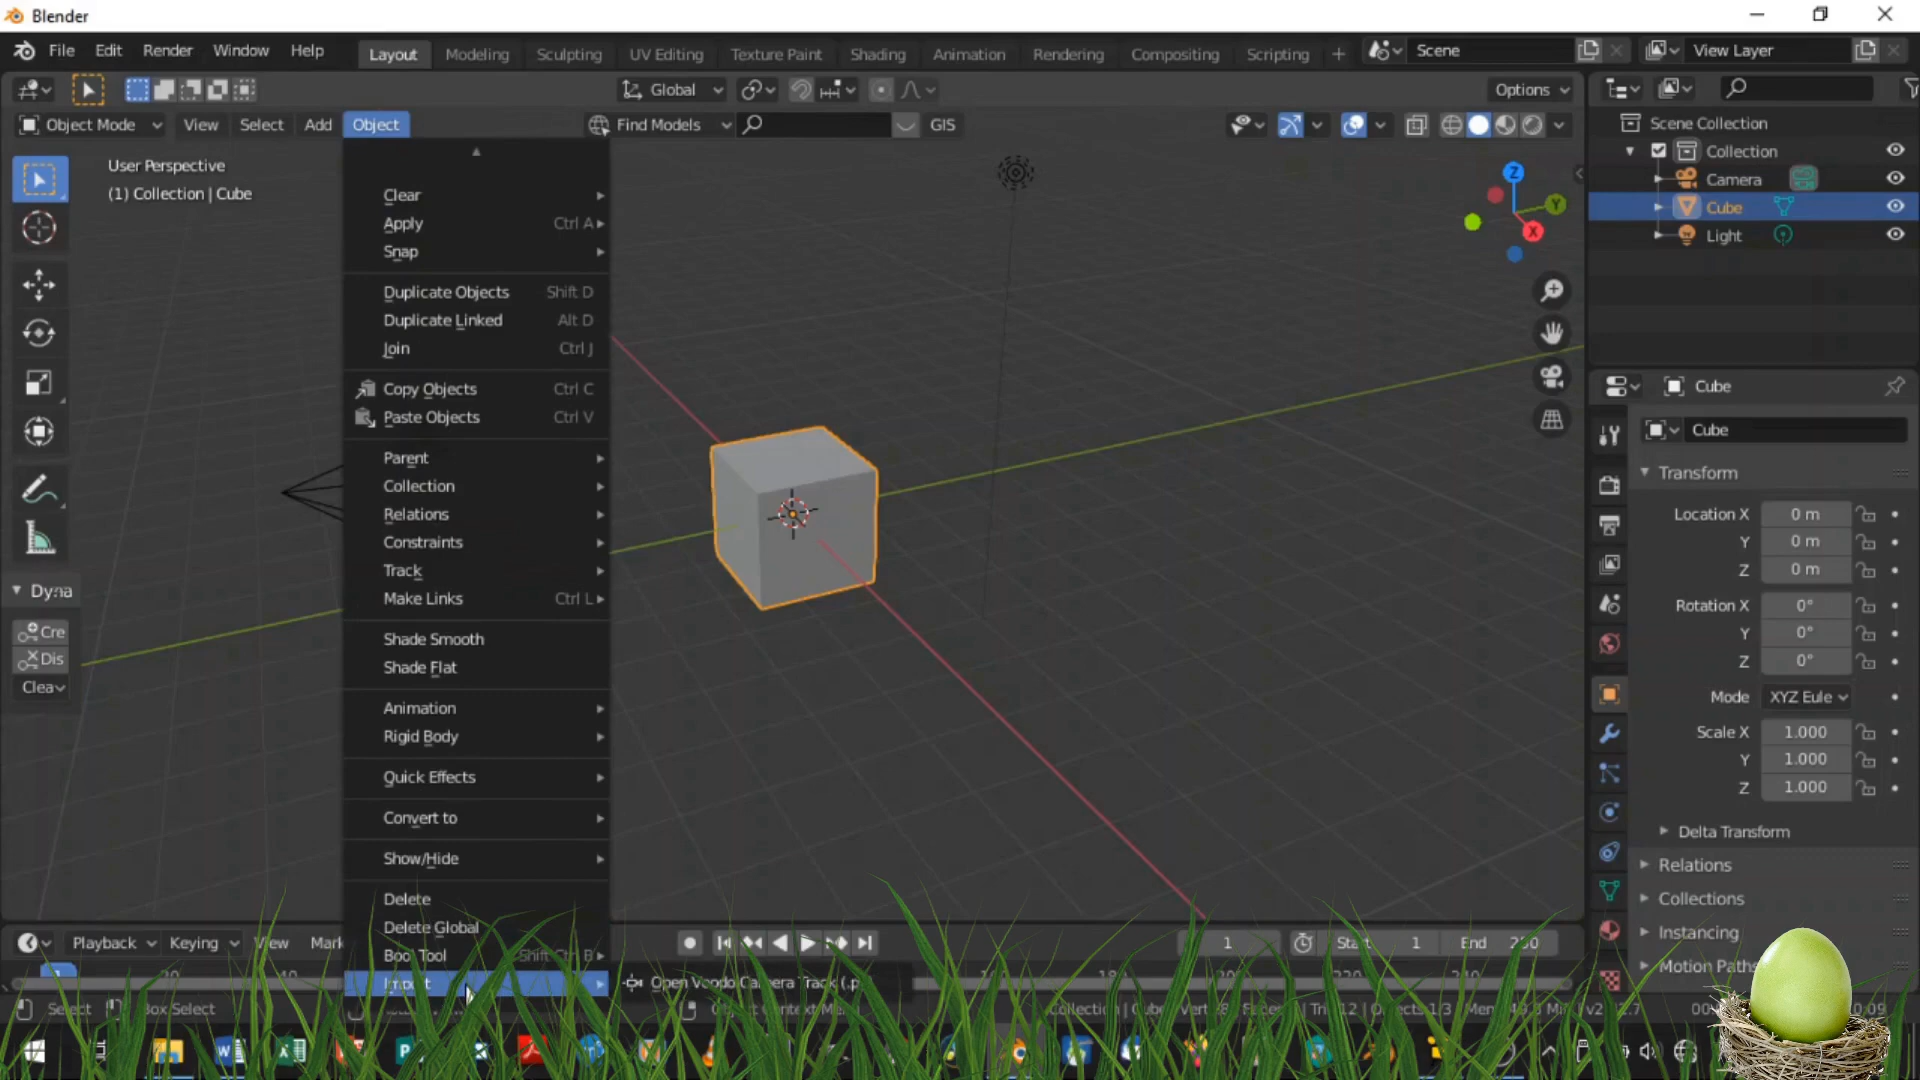 Blender
File Edit Render Window Help Layout Modeling Sculpting UV Editing Texture Paint Shading Animation Rendering Compositing Scripting + Scene View Layer
Global Options
Object Mode View Select Add Object Find Models GIS
User Perspective
(1) Collection | Cube
Clear
Apply Ctrl A
Snap
Duplicate Objects Shift D
Duplicate Linked Alt D
Join Ctrl J
Copy Objects Ctrl C
Paste Objects Ctrl V
Parent
Collection
Relations
Constraints
Track
Make Links Ctrl L
Shade Smooth
Shade Flat
Animation
Rigid Body
Quick Effects
Convert to
Show/Hide
Delete
Delete Global
Bool Tool Shift Ctrl B
Import
Open Voodo Camera Track (.p
Dyna
Cre
Dis
Clea
Z
Y
X
Scene Collection
Collection
Camera
Cube
Light
Cube
Cube
Transform
Location X 0 m
Y 0 m
Z 0 m
Rotation X 0°
Y 0°
Z 0°
Mode XYZ Eule
Scale X 1.000
Y 1.000
Z 1.000
Delta Transform
Relations
Collections
Instancing
Motion Paths
Playback Keying View Mark 1 Start 1 End
Select Box Select